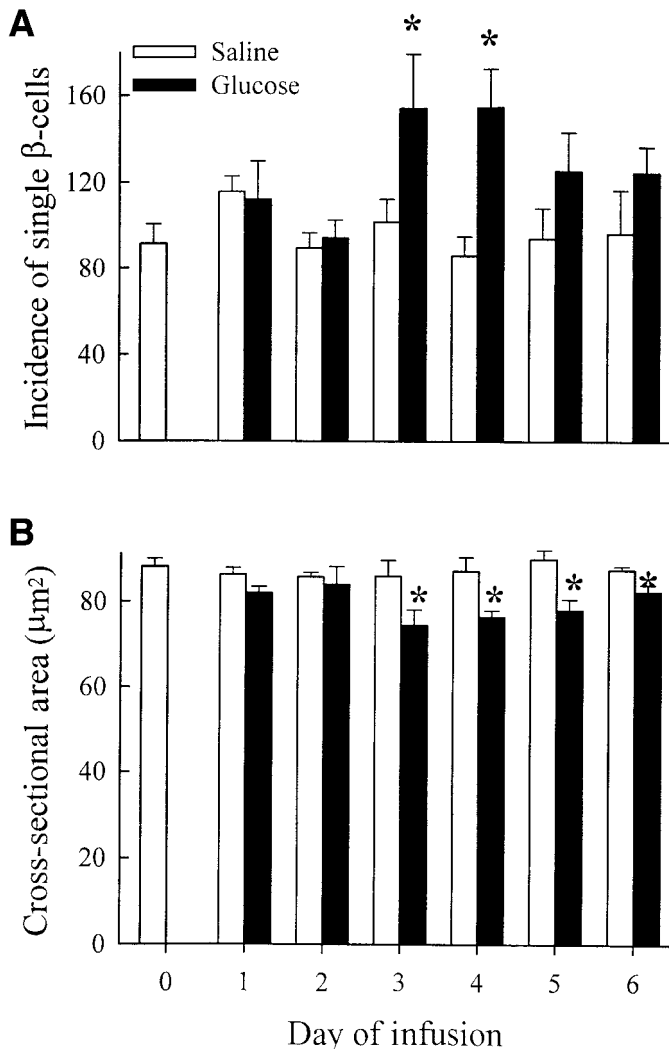 A
Incidence of single β-cells
160
120
80
40
0
Saline
Glucose
* *
B
Cross-sectional area (μm²)
80
60
40
20
0
* * * *
0 1 2 3 4 5 6
Day of infusion